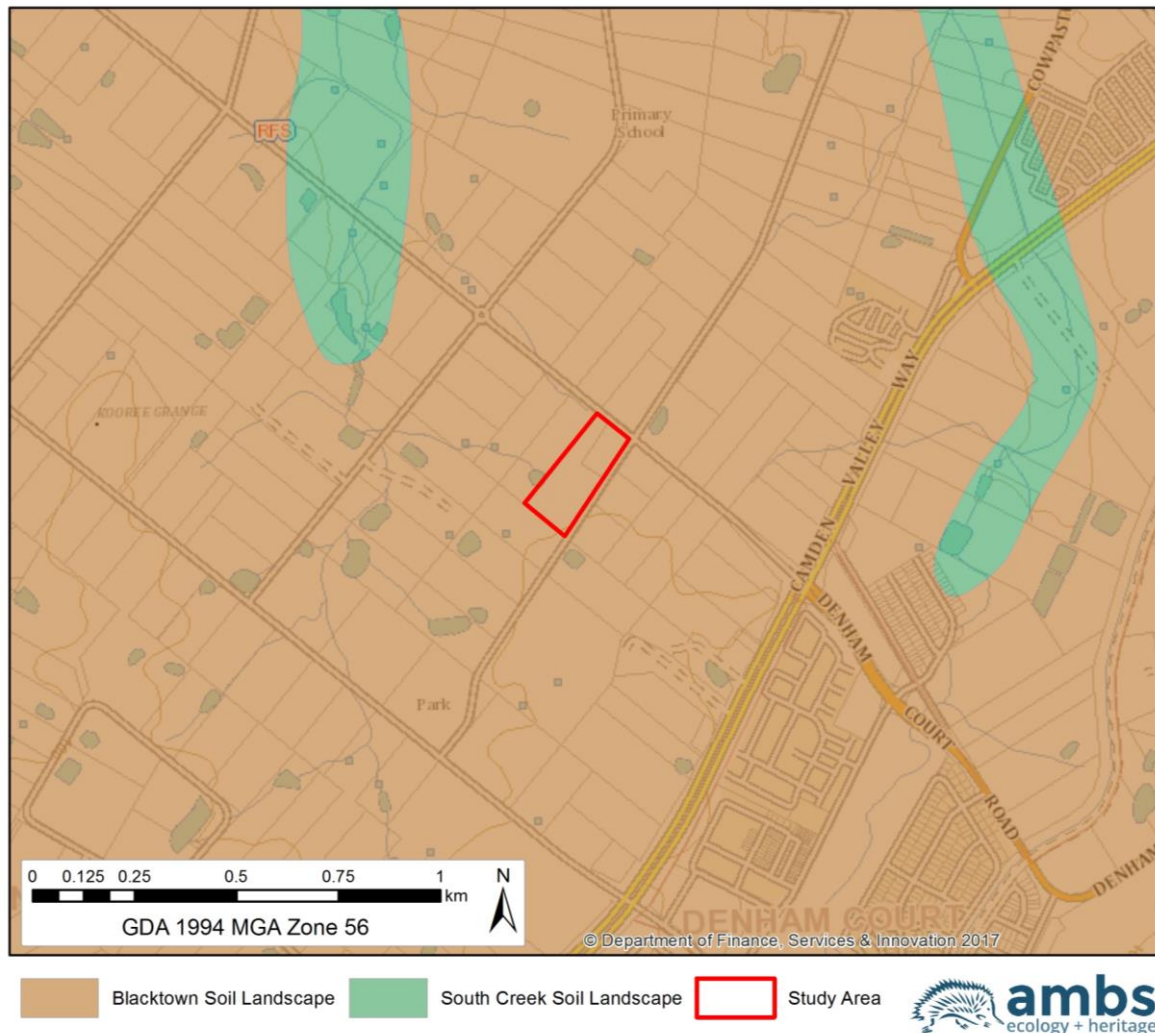 COWPAST
Primary
School
RFS
CAMDEN VALLEY WAY
KOOREE GRANGE
DENHAM COURT ROAD
DENHAM
Park
DENHAM COURT
0 0.125 0.25 0.5 0.75 1
km
N
GDA 1994 MGA Zone 56
© Department of Finance, Services & Innovation 2017
Blacktown Soil Landscape
South Creek Soil Landscape
Study Area
ambs
ecology + heritage